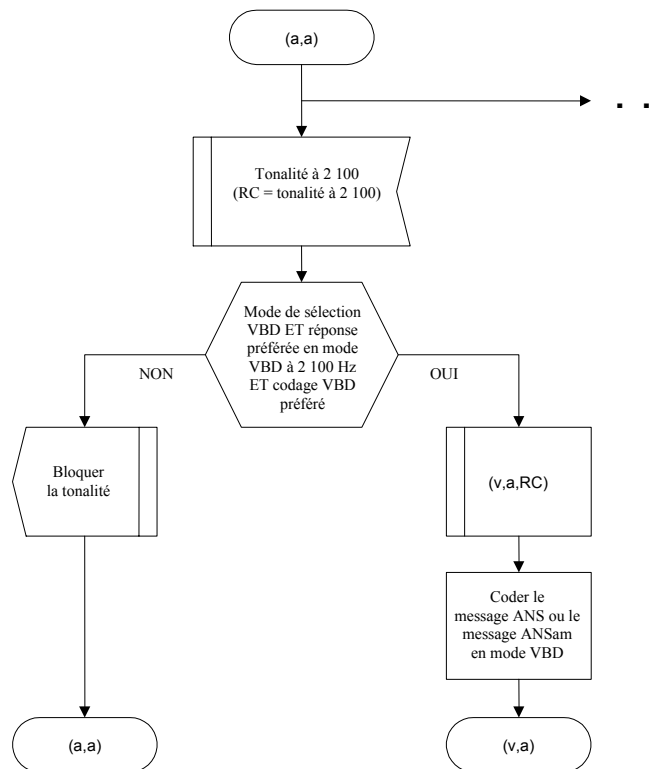 (a,a)
. .
Tonalité à 2 100
(RC = tonalité à 2 100)
Mode de sélection
VBD ET réponse
préférée en mode
VBD à 2 100 Hz
ET codage VBD
préféré
NON
OUI
Bloquer
la tonalité
(v,a,RC)
Coder le
message ANS ou le
message ANSam
en mode VBD
(a,a)
(v,a)